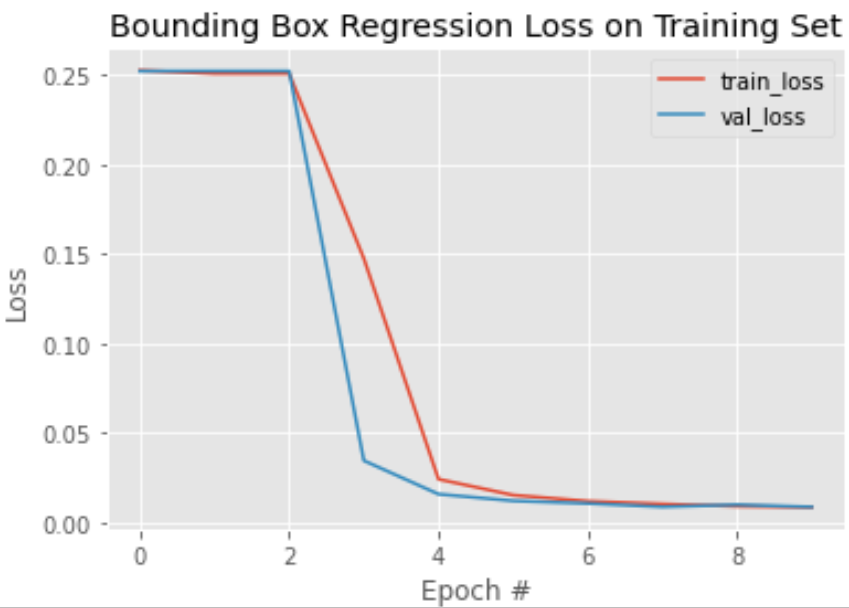 Bounding Box Regression Loss on Training Set
train_loss
val_loss
0.25
0.20
0.15
0.10
0.05
0.00
Loss
0 2 4 6 8
Epoch #